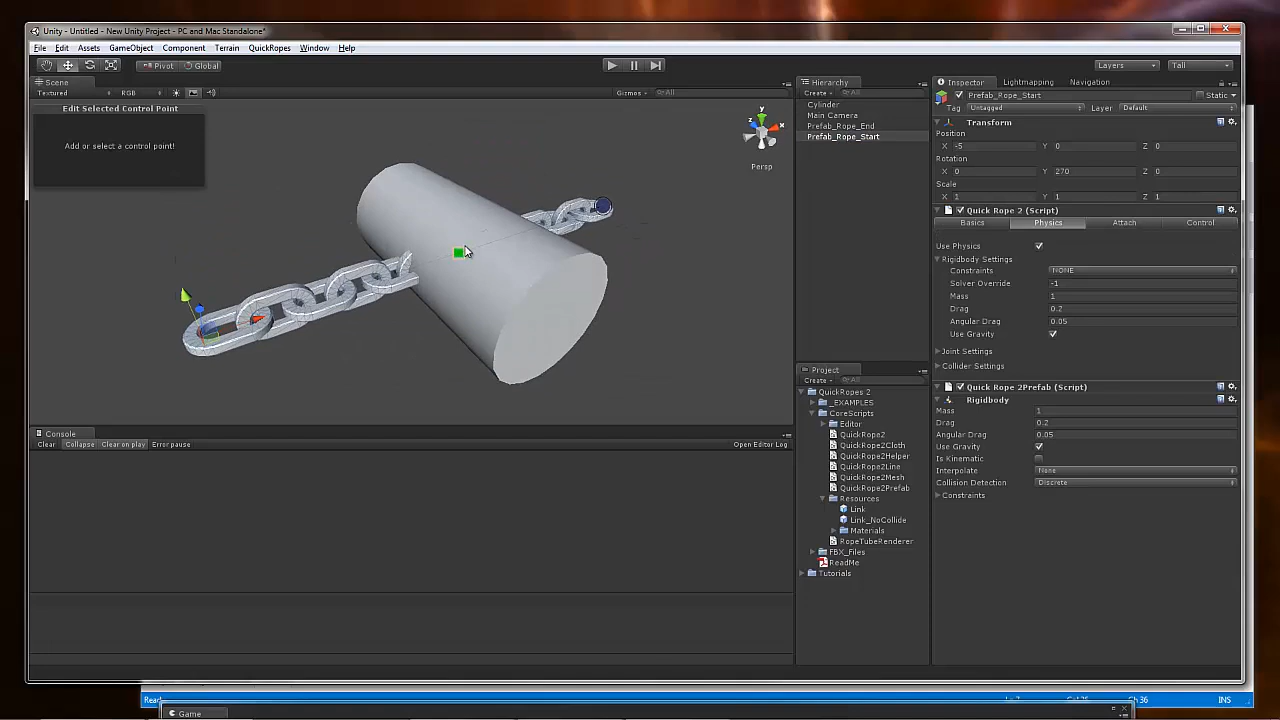 Unity - Untitled - New Unity Project - PC and Mac Standalone*
File Edit Assets GameObject Component Terrain QuickRopes Window Help
Pivot Global Layers Tall
Scene
Textured RGB Gizmos All
Edit Selected Control Point
Add or select a control point!
y
x
z
Persp
Hierarchy
Create All
Cylinder
Main Camera
Prefab_Rope_End
Prefab_Rope_Start
Project
Create All
QuickRopes 2
_EXAMPLES
CoreScripts
Editor
QuickRope2
QuickRope2Cloth
QuickRope2Helper
QuickRope2Line
QuickRope2Mesh
QuickRope2Prefab
Resources
Link
Link_NoCollide
Materials
RopeTubeRenderer
FBX_Files
ReadMe
Tutorials
Inspector Lightmapping Navigation
Prefab_Rope_Start Static
Tag Untagged Layer Default
Transform
Position
X -5 Y 0 Z 0
Rotation
X 0 Y 270 Z 0
Scale
X 1 Y 1 Z 1
Quick Rope 2 (Script)
Basics Physics Attach Control
Use Physics
Rigidbody Settings
Constraints NONE
Solver Override -1
Mass 1
Drag 0.2
Angular Drag 0.05
Use Gravity
Joint Settings
Collider Settings
Quick Rope 2Prefab (Script)
Rigidbody
Mass 1
Drag 0.2
Angular Drag 0.05
Use Gravity
Is Kinematic
Interpolate None
Collision Detection Discrete
Constraints
Console
Clear Collapse Clear on play Error pause Open Editor Log
INS
Game